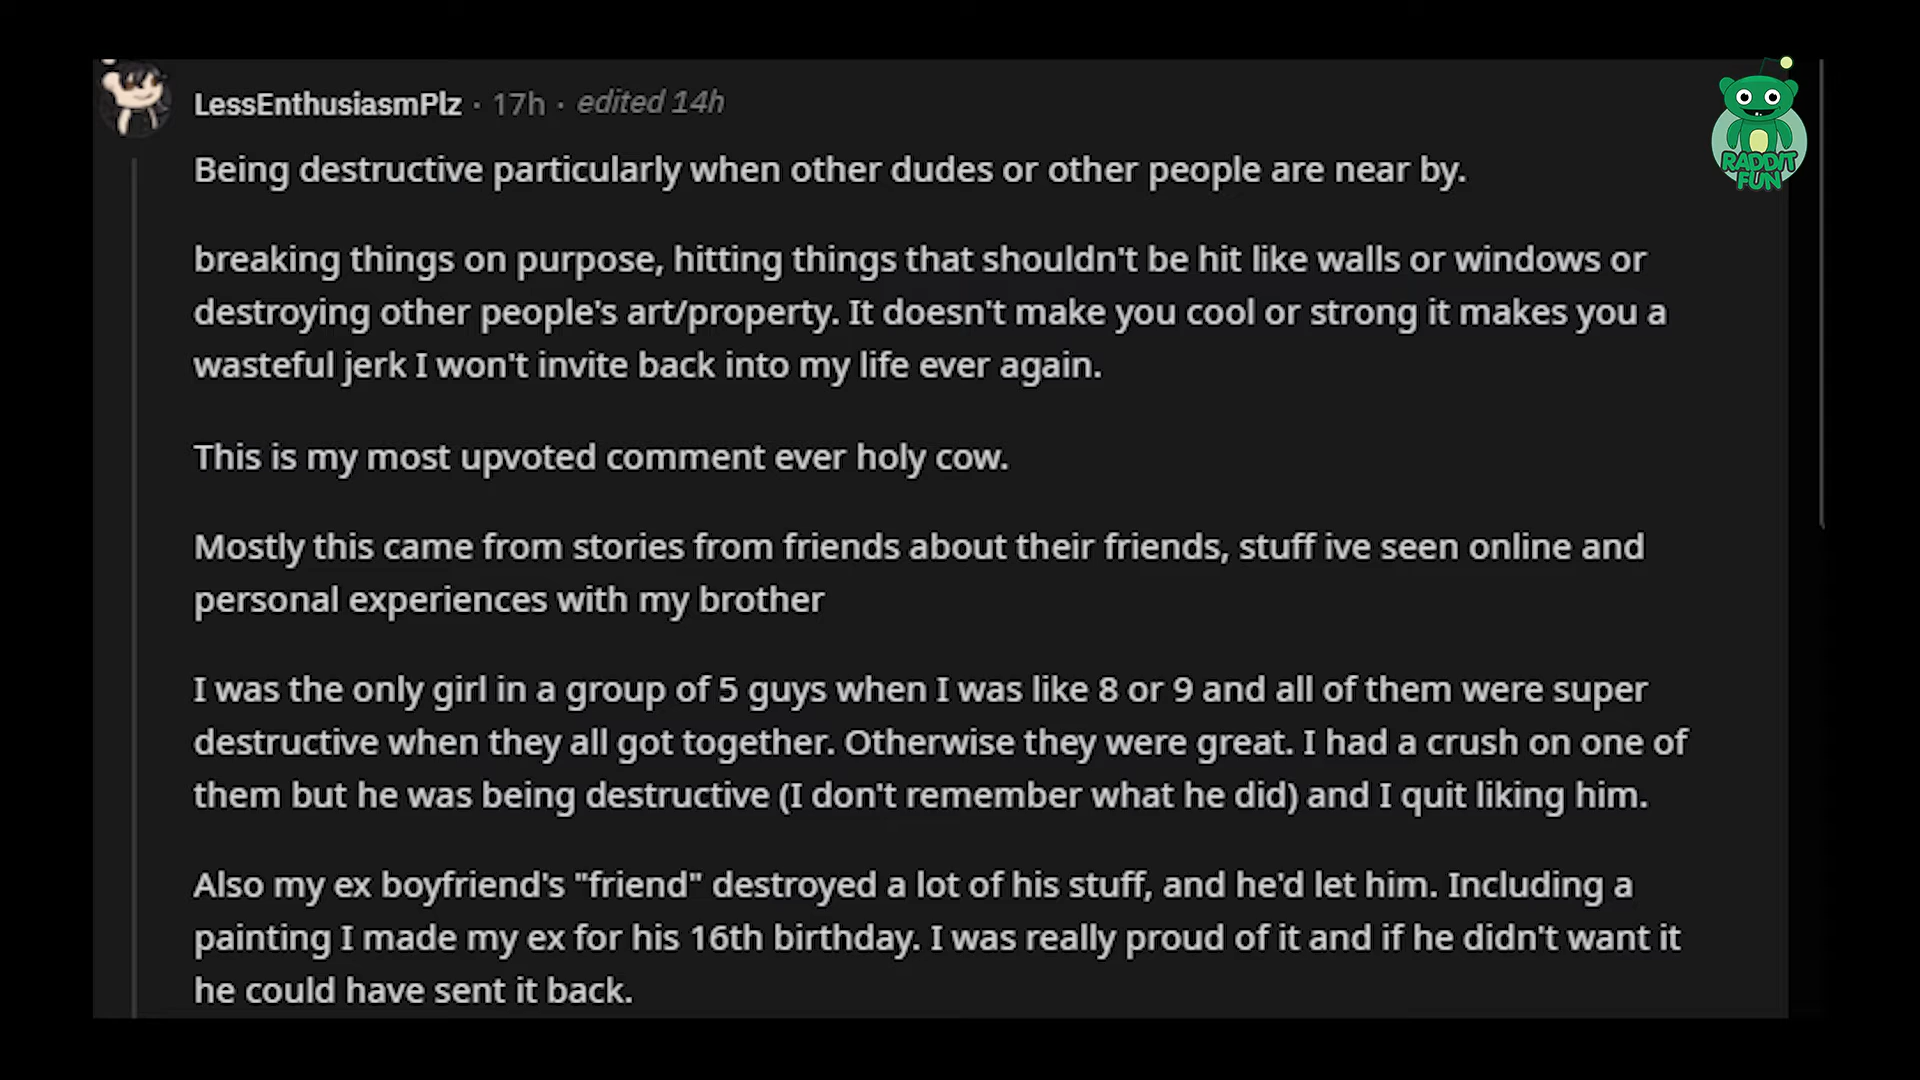 LessEnthusiasmPlz · 17h · edited 14h
Being destructive particularly when other dudes or other people are near by.
breaking things on purpose, hitting things that shouldn't be hit like walls or windows or
destroying other people's art/property. It doesn't make you cool or strong it makes you a
wasteful jerk I won't invite back into my life ever again.
This is my most upvoted comment ever holy cow.
Mostly this came from stories from friends about their friends, stuff ive seen online and
personal experiences with my brother
I was the only girl in a group of 5 guys when I was like 8 or 9 and all of them were super
destructive when they all got together. Otherwise they were great. I had a crush on one of
them but he was being destructive (I don't remember what he did) and I quit liking him.
Also my ex boyfriend's "friend" destroyed a lot of his stuff, and he'd let him. Including a
painting I made my ex for his 16th birthday. I was really proud of it and if he didn't want it
he could have sent it back.
RADDIT
FUN